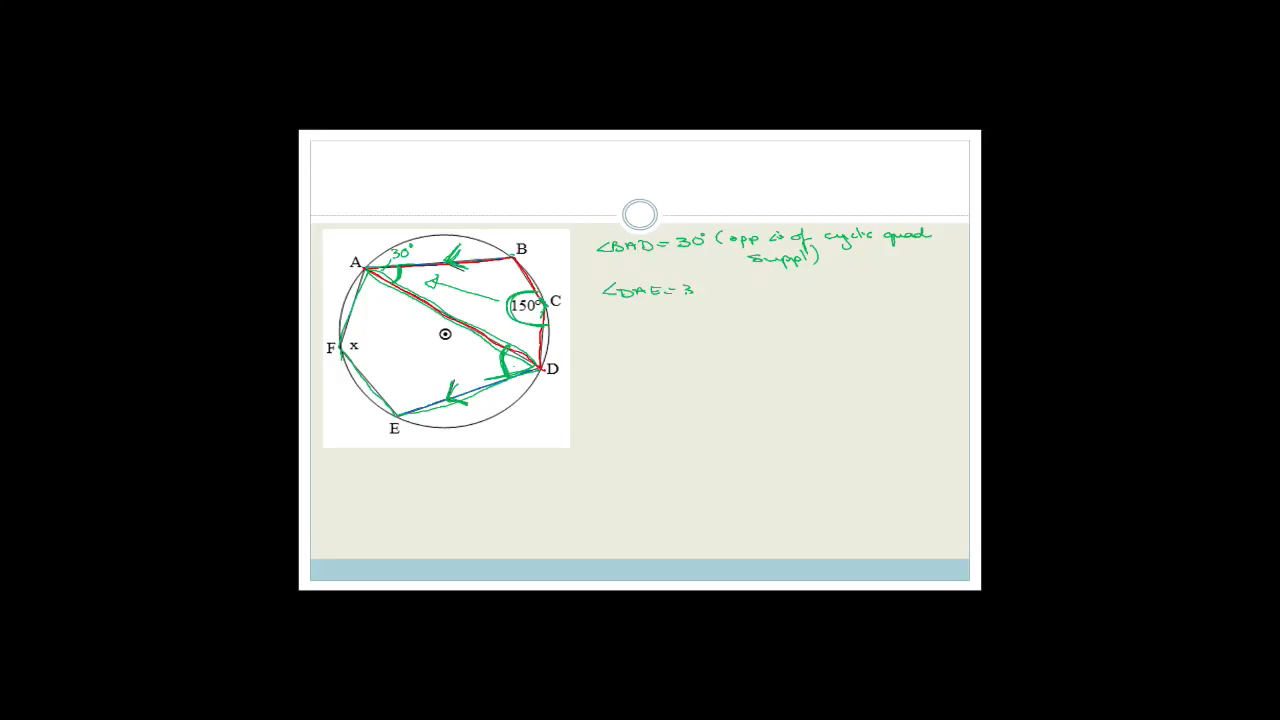 30°
A
B
150°
C
F x
D
E
∠BAD = 30° (opp ∠s of cyclic quad
suppl)
∠DAE = 3